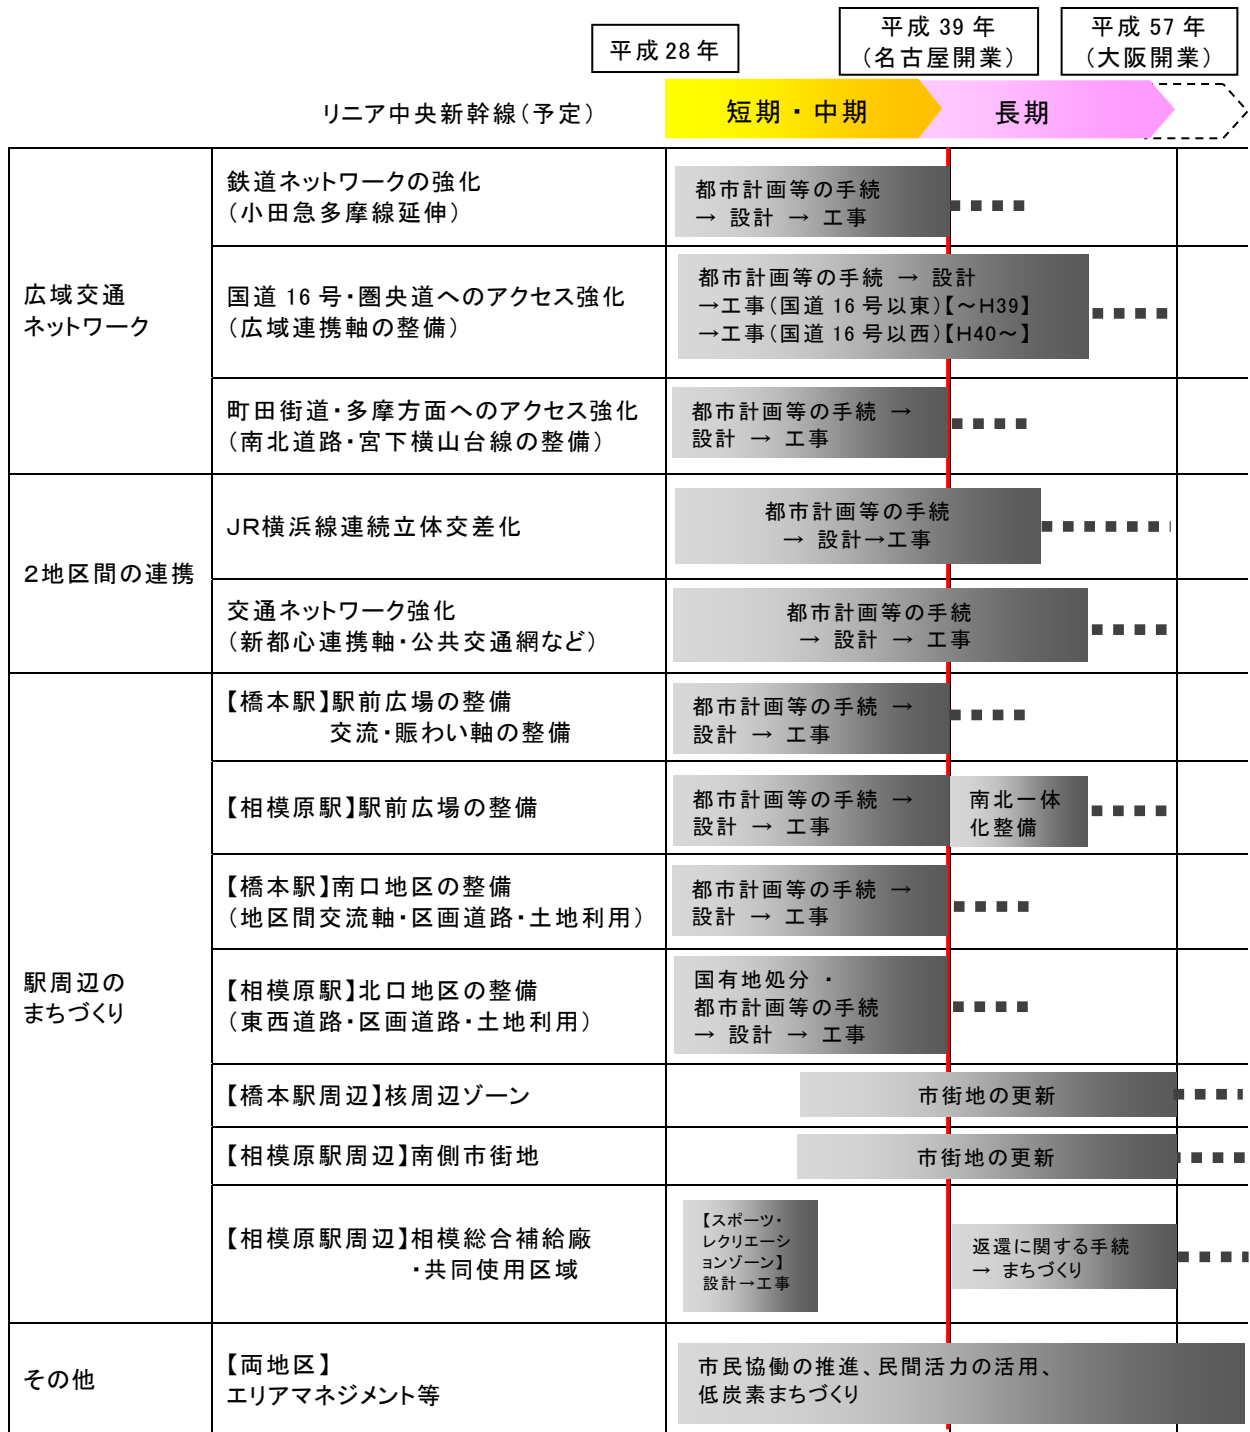 平成 28 年
平成 39 年
（名古屋開業）
平成 57 年
（大阪開業）
リニア中央新幹線（予定）
短期・中期
長期
広域交通
ネットワーク
鉄道ネットワークの強化
（小田急多摩線延伸）
都市計画等の手続
→ 設計 → 工事
国道 16 号・圏央道へのアクセス強化
（広域連携軸の整備）
都市計画等の手続 → 設計
→工事（国道 16 号以東）【～H39】
→工事（国道 16 号以西）【H40～】
町田街道・多摩方面へのアクセス強化
（南北道路・宮下横山台線の整備）
都市計画等の手続 →
設計 → 工事
２地区間の連携
ＪＲ横浜線連続立体交差化
都市計画等の手続
→ 設計→工事
交通ネットワーク強化
（新都心連携軸・公共交通網など）
都市計画等の手続
→ 設計 → 工事
駅周辺の
まちづくり
【橋本駅】駅前広場の整備
交流・賑わい軸の整備
都市計画等の手続 →
設計 → 工事
【相模原駅】駅前広場の整備
都市計画等の手続 →
設計 → 工事
南北一体
化整備
【橋本駅】南口地区の整備
（地区間交流軸・区画道路・土地利用）
都市計画等の手続 →
設計 → 工事
【相模原駅】北口地区の整備
（東西道路・区画道路・土地利用）
国有地処分 ・
都市計画等の手続
→ 設計 → 工事
【橋本駅周辺】核周辺ゾーン
市街地の更新
【相模原駅周辺】南側市街地
市街地の更新
【相模原駅周辺】相模総合補給廠
・共同使用区域
【スポーツ・
レクリエーシ
ョンゾーン】
設計→工事
返還に関する手続
→ まちづくり
その他
【両地区】
エリアマネジメント等
市民協働の推進、民間活力の活用、
低炭素まちづくり